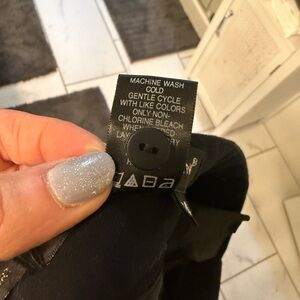 MACHINE WASH
COLD
GENTLE CYCLE
WITH LIKE COLORS
ONLY NON-
CHLORINE BLEACH